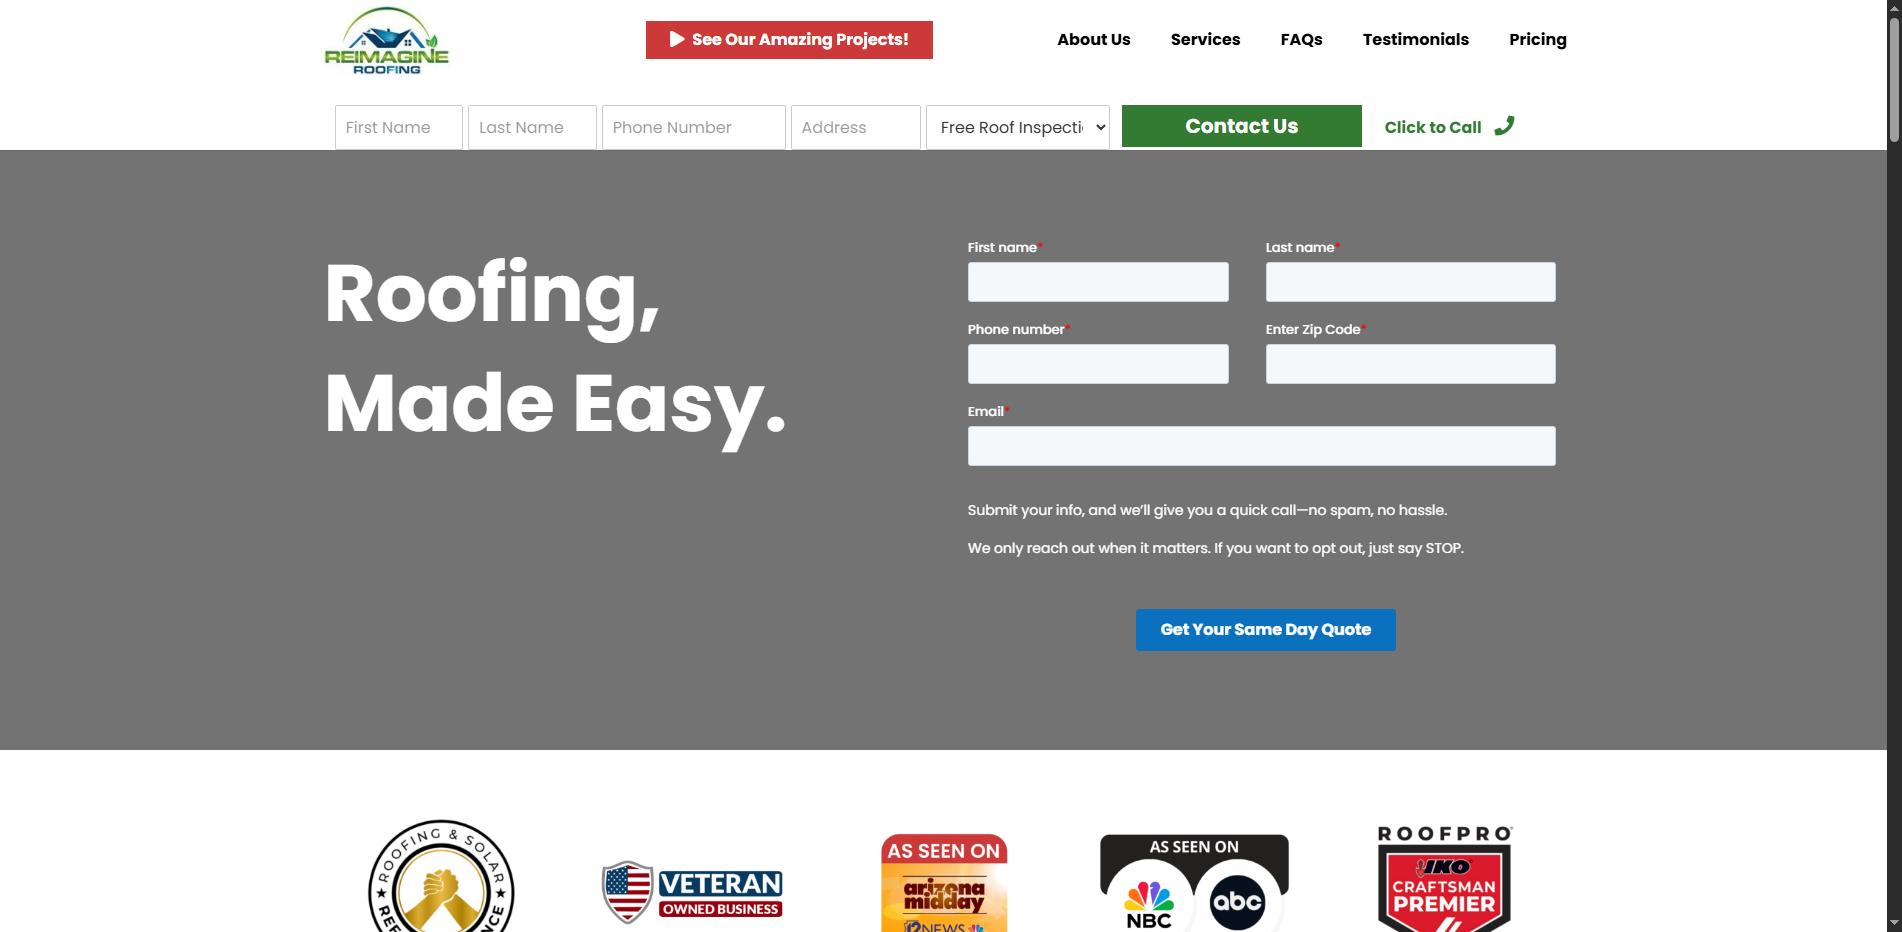 REIMAGINE
ROOFING
See Our Amazing Projects!
About Us
Services
FAQs
Testimonials
Pricing
First Name
Last Name
Phone Number
Address
Free Roof Inspecti
Contact Us
Click to Call
Roofing,
Made Easy.
First name*
Last name*
Phone number*
Enter Zip Code*
Email*
Submit your info, and we’ll give you a quick call—no spam, no hassle.
We only reach out when it matters. If you want to opt out, just say STOP.
Get Your Same Day Quote
ROOFING & SOLAR
VETERAN
OWNED BUSINESS
AS SEEN ON
arizona
midday
12 NEWS
AS SEEN ON
NBC
abc
ROOFPRO
IKO
CRAFTSMAN
PREMIER